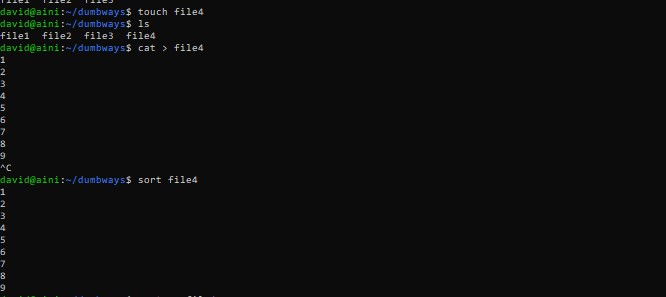 file1  file2  file3
david@aini:~/dumbways$ touch file4
david@aini:~/dumbways$ ls
file1  file2  file3  file4
david@aini:~/dumbways$ cat > file4
1
2
3
4
5
6
7
8
9
^C
david@aini:~/dumbways$ sort file4
1
2
3
4
5
6
7
8
9